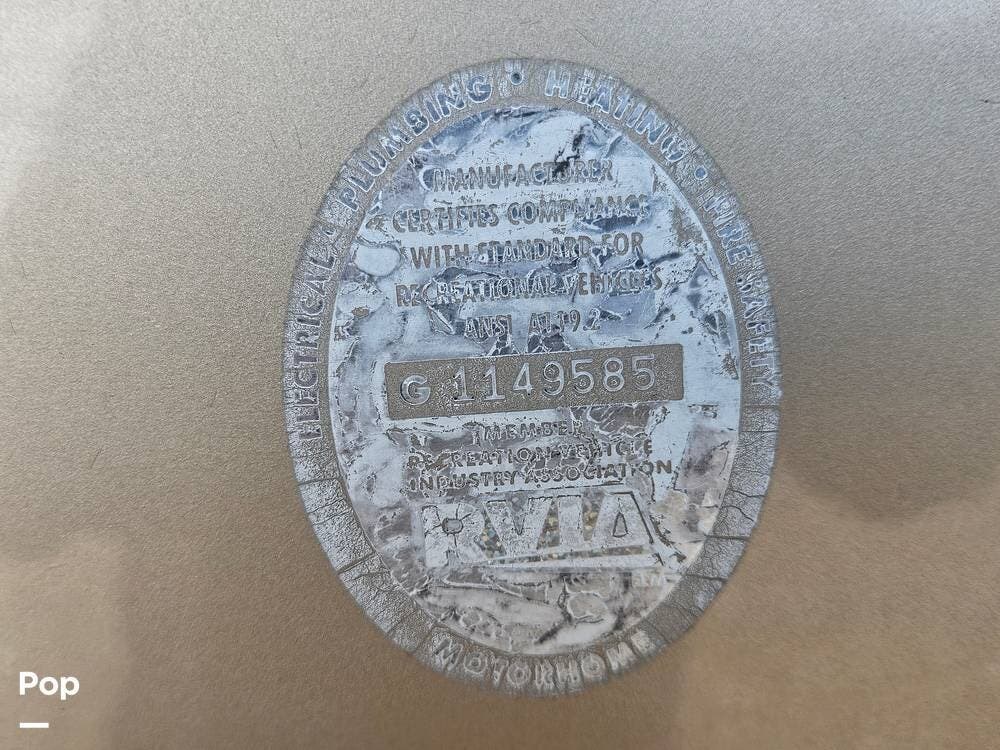 ELECTRICAL • PLUMBING • HEATING • FIRE SAFETY
MANUFACTURER
CERTIFIES COMPLIANCE
WITH STANDARD FOR
RECREATIONAL VEHICLES
ANSI A119.2
G 1149585
MEMBER
RECREATION VEHICLE
INDUSTRY ASSOCIATION
RVIA
TM
MOTORHOME
Pop